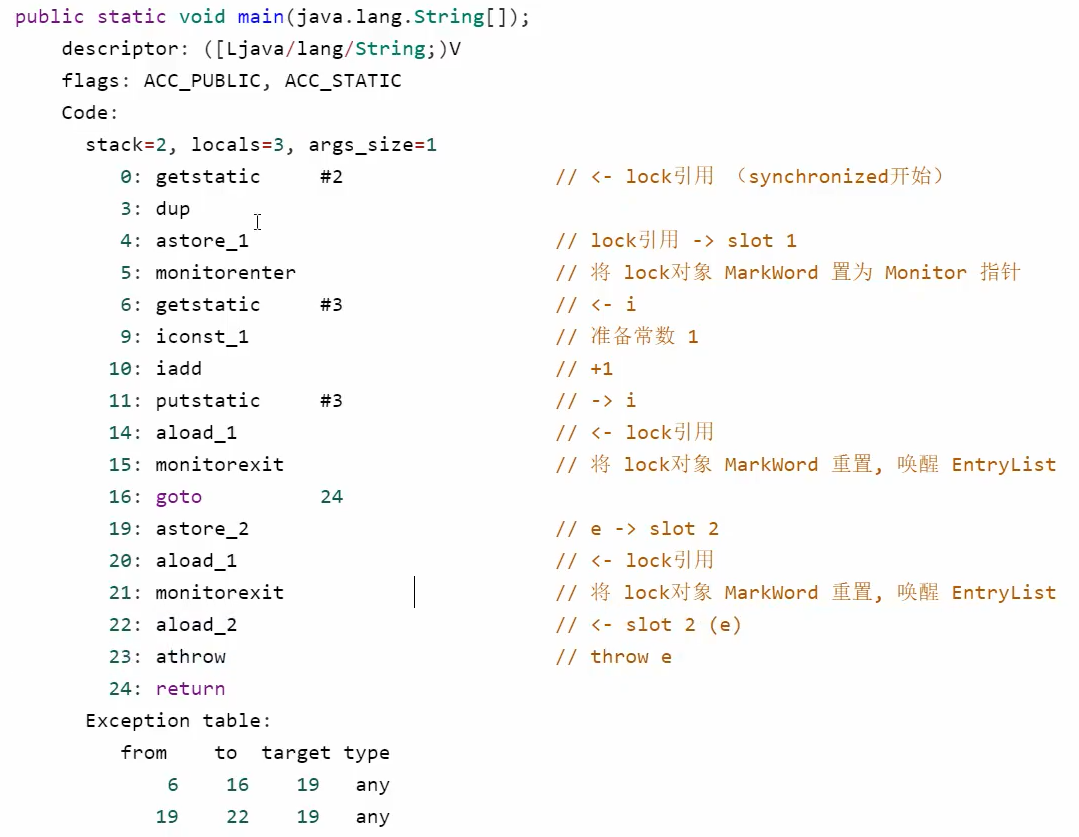 public static void main(java.lang.String[]);
descriptor: ([Ljava/lang/String;)V
flags: ACC_PUBLIC, ACC_STATIC
Code:
stack=2, locals=3, args_size=1
0: getstatic #2 // <- lock引用 （synchronized开始）
3: dup
4: astore_1 // lock引用 -> slot 1
5: monitorenter // 将 lock对象 MarkWord 置为 Monitor 指针
6: getstatic #3 // <- i
9: iconst_1 // 准备常数 1
10: iadd // +1
11: putstatic #3 // -> i
14: aload_1 // <- lock引用
15: monitorexit // 将 lock对象 MarkWord 重置, 唤醒 EntryList
16: goto 24
19: astore_2 // e -> slot 2
20: aload_1 // <- lock引用
21: monitorexit // 将 lock对象 MarkWord 重置, 唤醒 EntryList
22: aload_2 // <- slot 2 (e)
23: athrow // throw e
24: return
Exception table:
from to target type
6 16 19 any
19 22 19 any